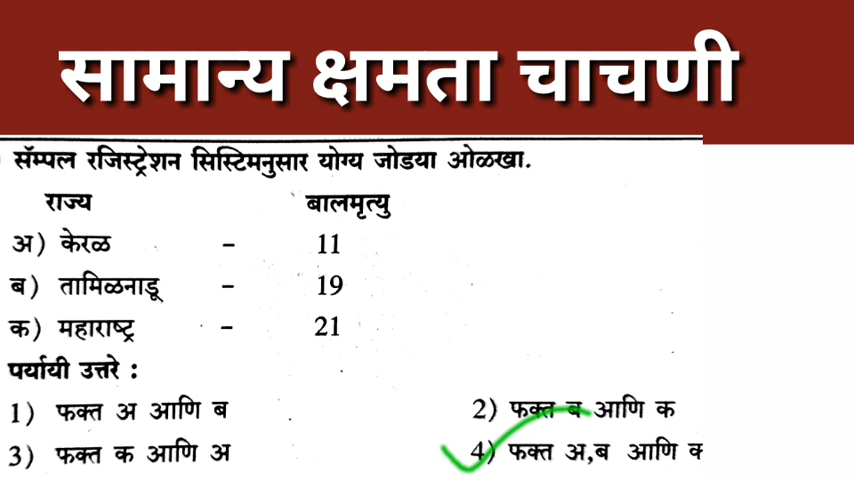 सामान्य क्षमता चाचणी
सॅम्पल रजिस्ट्रेशन सिस्टिमनुसार योग्य जोडया ओळखा.
राज्य बालमृत्यु
अ) केरळ - 11
ब) तामिळनाडू - 19
क) महाराष्ट्र - 21
पर्यायी उत्तरे :
1) फक्त अ आणि ब 2) फक्त ब आणि क
3) फक्त क आणि अ 4) फक्त अ,ब आणि क